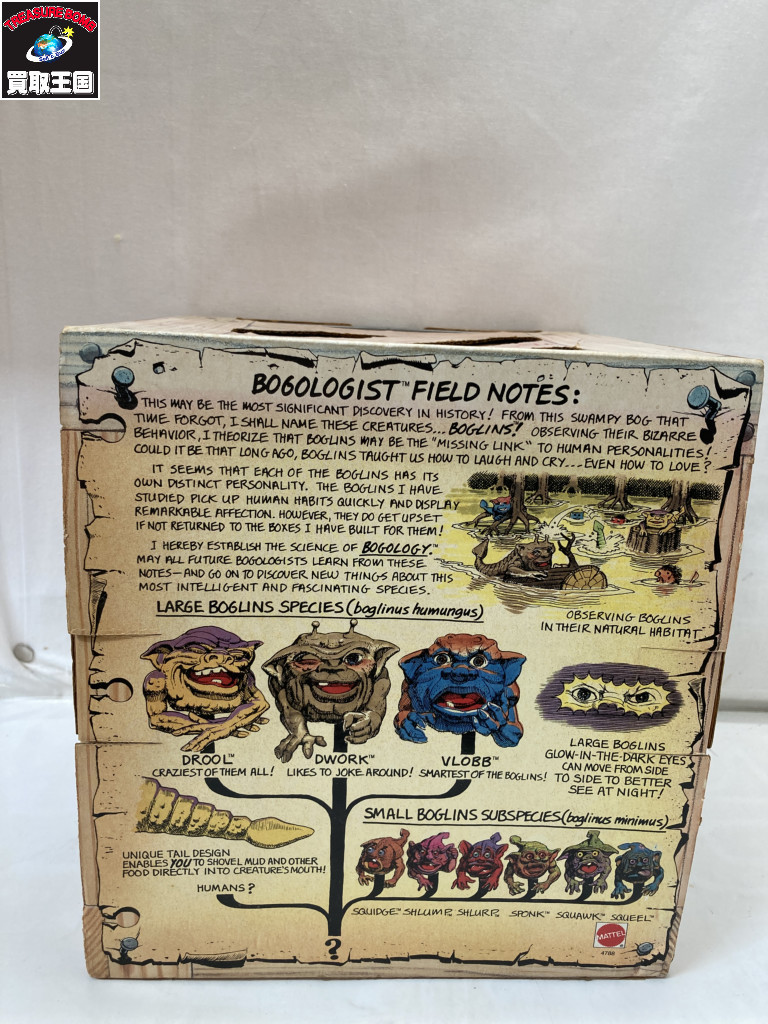 TREASURE BOMB
買取王国
BOGOLOGIST™ FIELD NOTES:
THIS MAY BE THE MOST SIGNIFICANT DISCOVERY IN HISTORY! FROM THIS SWAMPY BOG THAT
TIME FORGOT, I SHALL NAME THESE CREATURES... BOGLINS! OBSERVING THEIR BIZARRE
BEHAVIOR, I THEORIZE THAT BOGLINS MAY BE THE "MISSING LINK" TO HUMAN PERSONALITIES!
COULD IT BE THAT LONG AGO, BOGLINS TAUGHT US HOW TO LAUGH AND CRY... EVEN HOW TO LOVE?
IT SEEMS THAT EACH OF THE BOGLINS HAS ITS
OWN DISTINCT PERSONALITY. THE BOGLINS I HAVE
STUDIED PICK UP HUMAN HABITS QUICKLY AND DISPLAY
REMARKABLE AFFECTION. HOWEVER, THEY DO GET UPSET
IF NOT RETURNED TO THE BOXES I HAVE BUILT FOR THEM!
I HEREBY ESTABLISH THE SCIENCE OF BOGOLOGY.™
MAY ALL FUTURE BOGOLOGISTS LEARN FROM THESE
NOTES—AND GO ON TO DISCOVER NEW THINGS ABOUT THIS
MOST INTELLIGENT AND FASCINATING SPECIES.
OBSERVING BOGLINS
IN THEIR NATURAL HABITAT
LARGE BOGLINS SPECIES (boglinus humungus)
DROOL™
CRAZIEST OF THEM ALL!
DWORK™
LIKES TO JOKE AROUND!
VLOBB™
SMARTEST OF THE BOGLINS!
LARGE BOGLINS
GLOW-IN-THE-DARK EYES
CAN MOVE FROM SIDE
TO SIDE TO BETTER
SEE AT NIGHT!
SMALL BOGLINS SUBSPECIES (boglinus minimus)
UNIQUE TAIL DESIGN
ENABLES YOU TO SHOVEL MUD AND OTHER
FOOD DIRECTLY INTO CREATURE'S MOUTH!
HUMANS?
SQUIDGE™ SHLUMP™ SHLURP™ SPONK™ SQUAWK™ SQUEEL™
?
MATTEL
4788